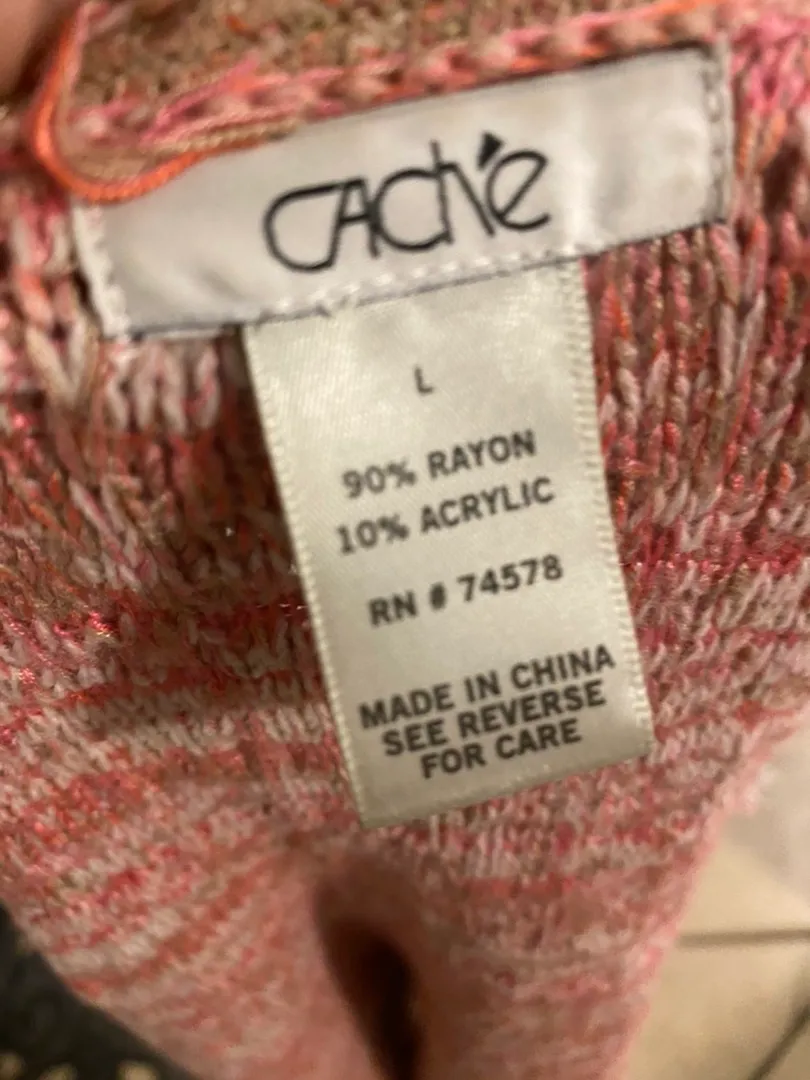 Caché
L
90% RAYON
10% ACRYLIC
RN # 74578
MADE IN CHINA
SEE REVERSE
FOR CARE